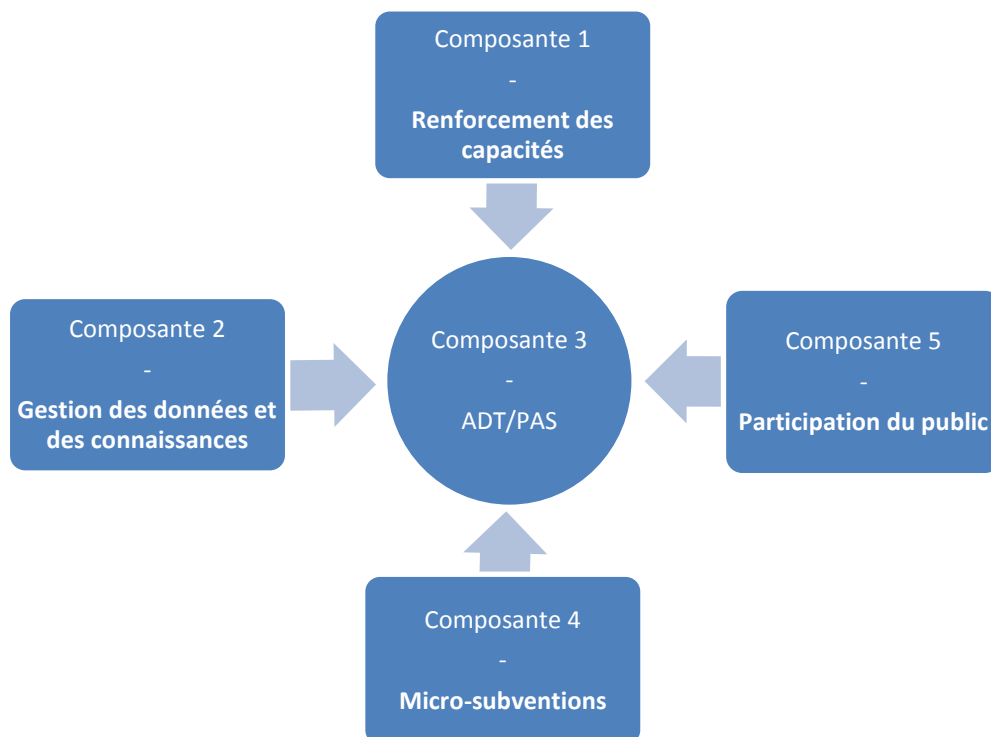 Composante 1
-
Renforcement des
capacités
Composante 2
-
Gestion des données et
des connaissances
Composante 3
-
ADT/PAS
Composante 5
-
Participation du public
Composante 4
-
Micro-subventions